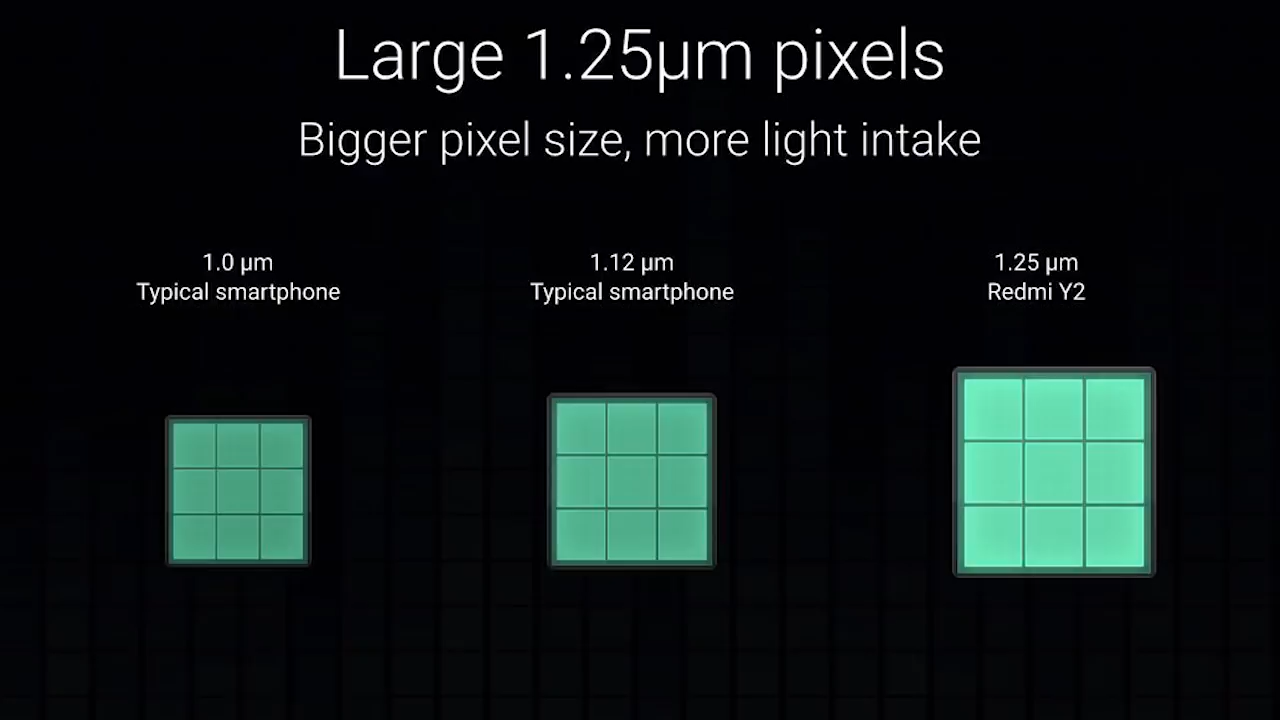 Large 1.25µm pixels
Bigger pixel size, more light intake
1.0 µm
Typical smartphone
1.12 µm
Typical smartphone
1.25 µm
Redmi Y2